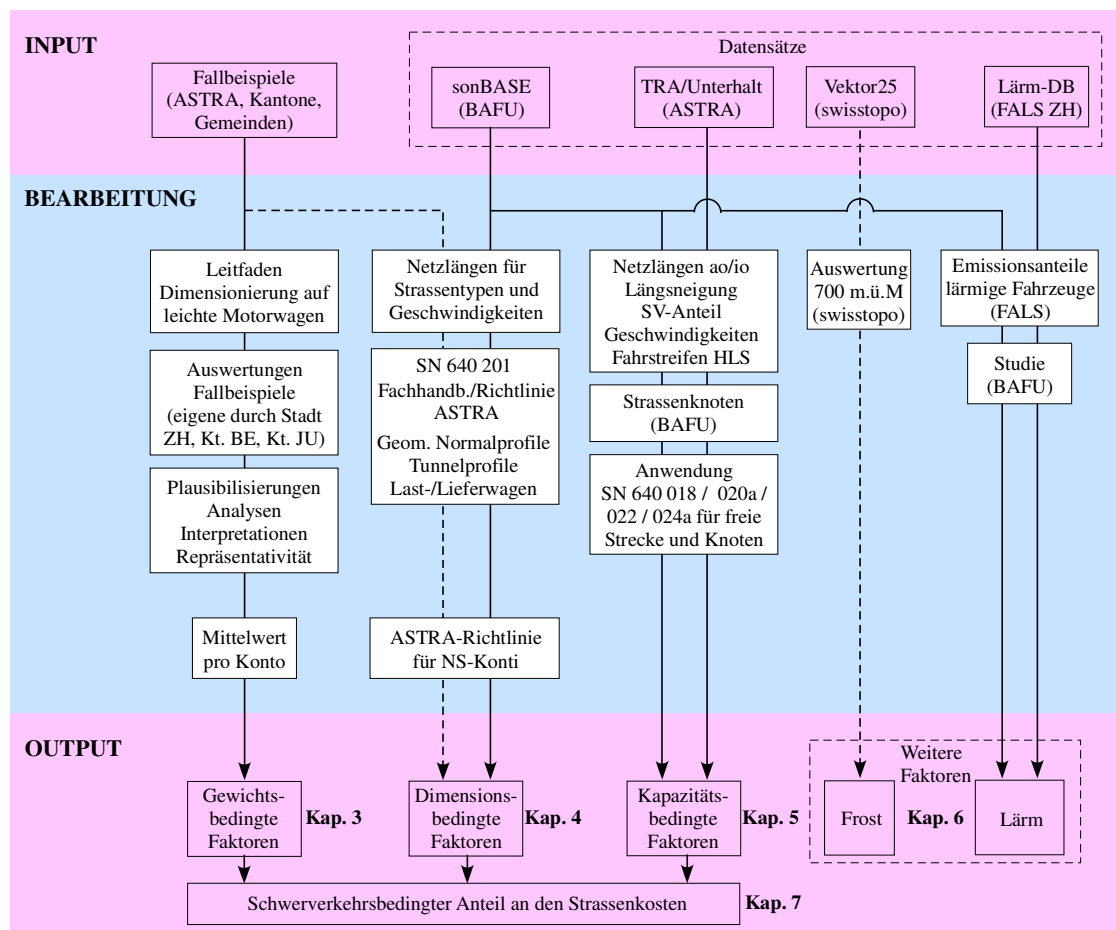 INPUT
Datensätze
Fallbeispiele
(ASTRA, Kantone,
Gemeinden)
sonBASE
(BAFU)
TRA/Unterhalt
(ASTRA)
Vektor25
(swisstopo)
Lärm-DB
(FALS ZH)
BEARBEITUNG
Leitfaden
Dimensionierung auf
leichte Motorwagen
Auswertungen
Fallbeispiele
(eigene durch Stadt
ZH, Kt. BE, Kt. JU)
Plausibilisierungen
Analysen
Interpretationen
Repräsentativität
Mittelwert
pro Konto
Netzlängen für
Strassentypen und
Geschwindigkeiten
SN 640 201
Fachhandb./Richtlinie
ASTRA
Geom. Normalprofile
Tunnelprofile
Last-/Lieferwagen
ASTRA-Richtlinie
für NS-Konti
Netzlängen ao/io
Längsneigung
SV-Anteil
Geschwindigkeiten
Fahrstreifen HLS
Strassenknoten
(BAFU)
Anwendung
SN 640 018 / 020a /
022 / 024a für freie
Strecke und Knoten
Auswertung
700 m.ü.M
(swisstopo)
Emissionsanteile
lärmige Fahrzeuge
(FALS)
Studie
(BAFU)
OUTPUT
Gewichts-
bedingte
Faktoren
Kap. 3
Dimensions-
bedingte
Faktoren
Kap. 4
Kapazitäts-
bedingte
Faktoren
Kap. 5
Weitere
Faktoren
Frost
Kap. 6
Lärm
Schwerverkehrsbedingter Anteil an den Strassenkosten
Kap. 7